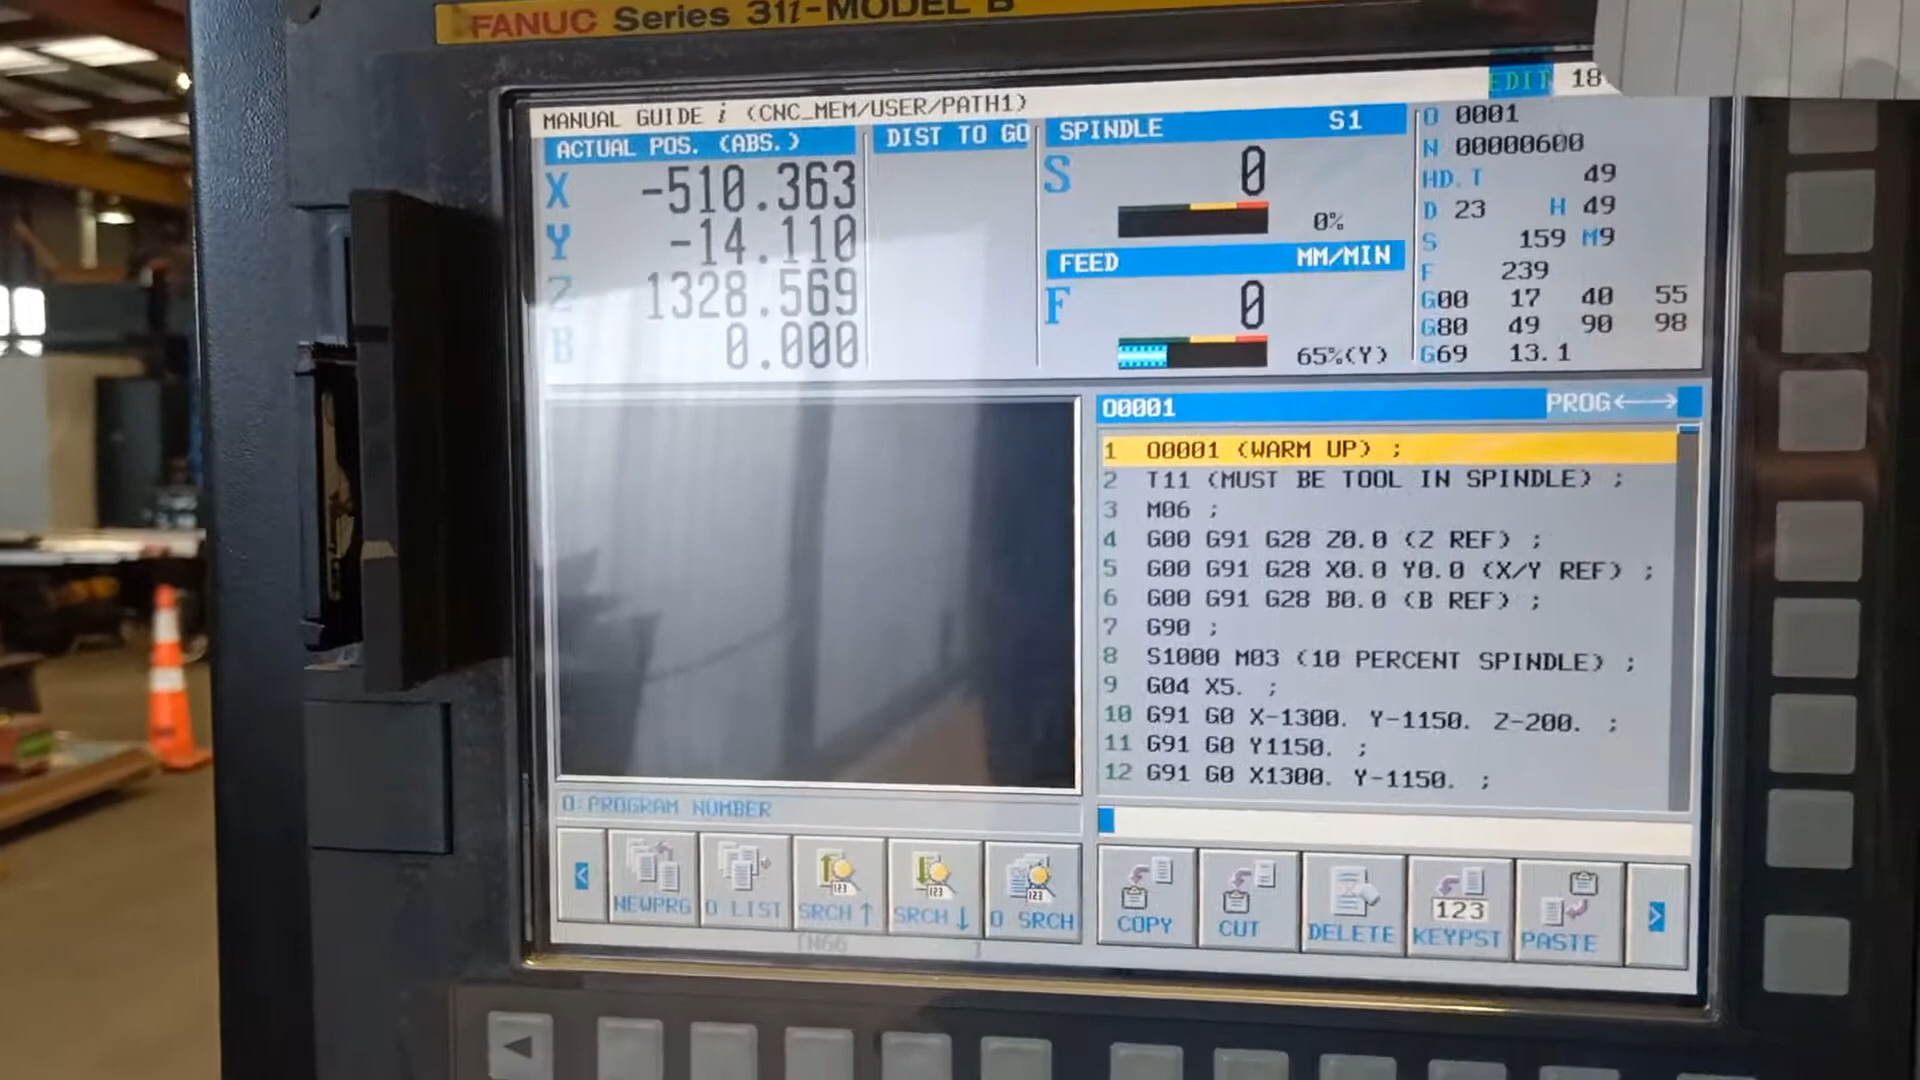 FANUC Series 31i-MODEL B
EDIT 18
MANUAL GUIDE i (CNC_MEM/USER/PATH1)
ACTUAL POS. (ABS.)
DIST TO GO
X -510.363
Y -14.110
Z 1328.569
B 0.000
SPINDLE S1
S 0
0%
FEED MM/MIN
F 0
65%(Y)
O 0001
N 00000600
HD.T 49
D 23 H 49
S 159 M9
F 239
G00 17 40 55
G80 49 90 98
G69 13.1
O0001 PROG
1 O0001 (WARM UP) ;
2 T11 (MUST BE TOOL IN SPINDLE) ;
3 M06 ;
4 G00 G91 G28 Z0.0 (Z REF) ;
5 G00 G91 G28 X0.0 Y0.0 (X/Y REF) ;
6 G00 G91 G28 B0.0 (B REF) ;
7 G90 ;
8 S1000 M03 (10 PERCENT SPINDLE) ;
9 G04 X5. ;
10 G91 G0 X-1300. Y-1150. Z-200. ;
11 G91 G0 Y1150. ;
12 G91 G0 X1300. Y-1150. ;
O:PROGRAM NUMBER
< NEWPRG O LIST SRCH↑ SRCH↓ O SRCH
COPY CUT DELETE KEYPST PASTE >
123 123 123 123